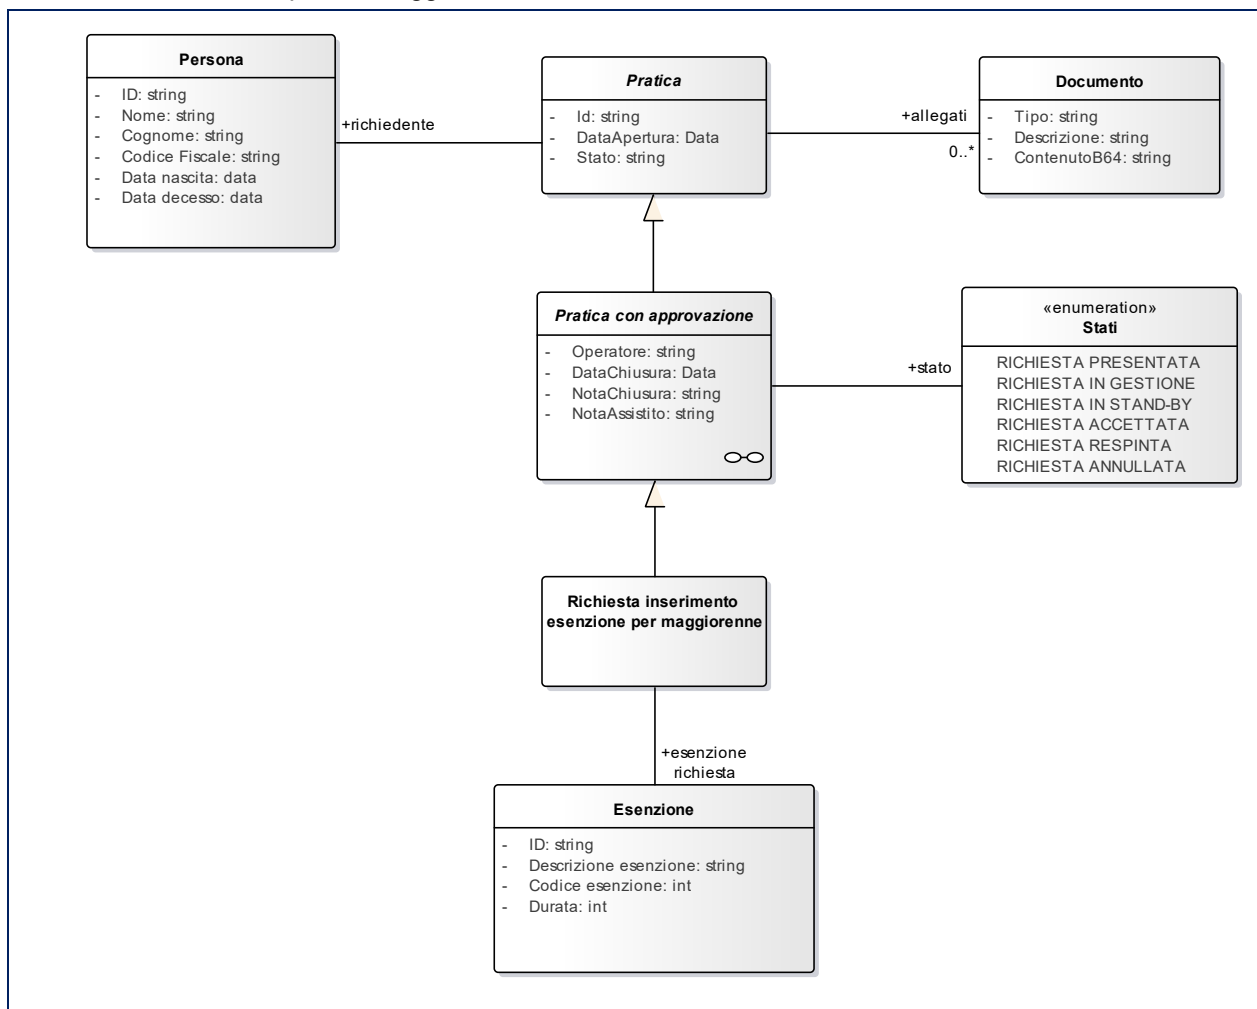 Persona
- ID: string
- Nome: string
- Cognome: string
- Codice Fiscale: string
- Data nascita: data
- Data decesso: data
+richiedente
Pratica
- Id: string
- DataApertura: Data
- Stato: string
+allegati
0..*
Documento
- Tipo: string
- Descrizione: string
- ContenutoB64: string
Pratica con approvazione
- Operatore: string
- DataChiusura: Data
- NotaChiusura: string
- NotaAssistito: string
+stato
«enumeration»
Stati
RICHIESTA PRESENTATA
RICHIESTA IN GESTIONE
RICHIESTA IN STAND-BY
RICHIESTA ACCETTATA
RICHIESTA RESPINTA
RICHIESTA ANNULLATA
Richiesta inserimento
esenzione per maggiorenne
+esenzione
richiesta
Esenzione
- ID: string
- Descrizione esenzione: string
- Codice esenzione: int
- Durata: int